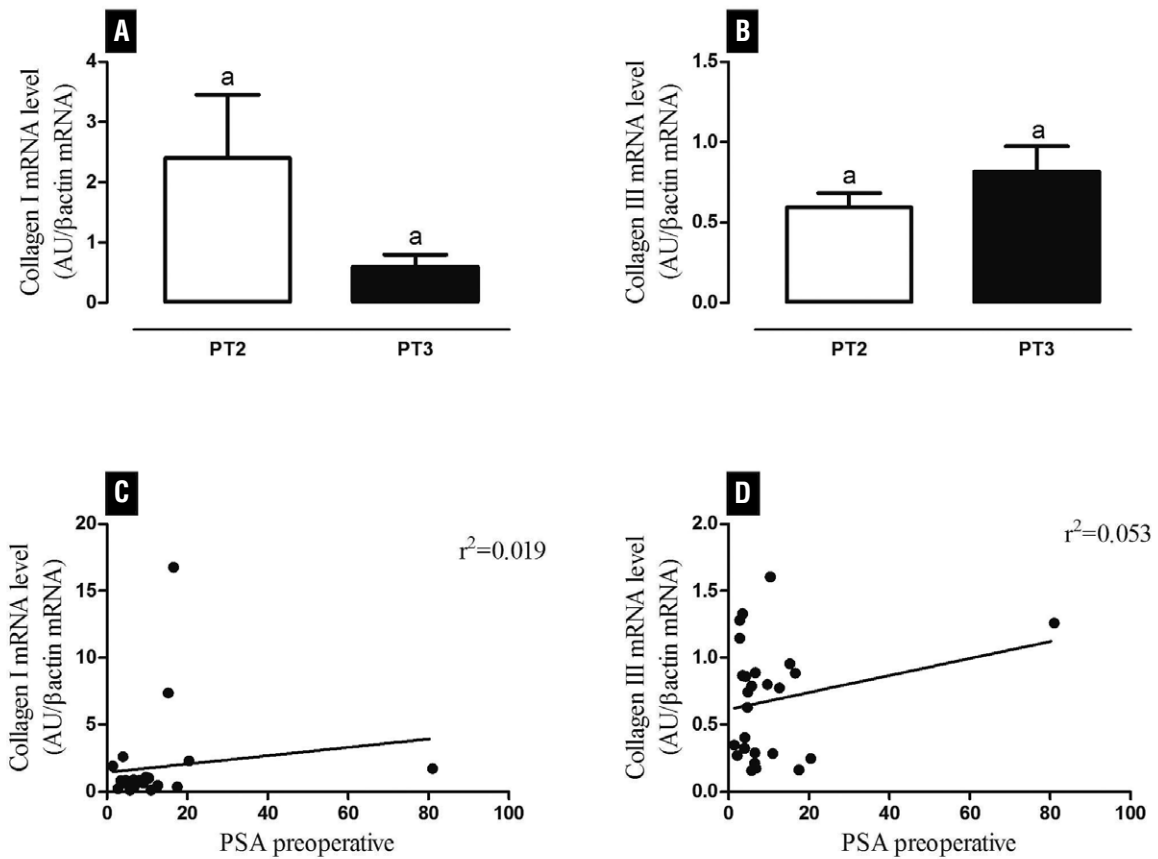 A
Collagen I mRNA level
(AU/βactin mRNA)
4
3
2
1
0
a
a
PT2
PT3
B
Collagen III mRNA level
(AU/βactin mRNA)
1.5
1.0
0.5
0.0
a
a
PT2
PT3
C
Collagen I mRNA level
(AU/βactin mRNA)
20
15
10
5
0
r²=0.019
0 20 40 60 80 100
PSA preoperative
D
Collagen III mRNA level
(AU/βactin mRNA)
2.0
1.5
1.0
0.5
0.0
r²=0.053
0 20 40 60 80 100
PSA preoperative